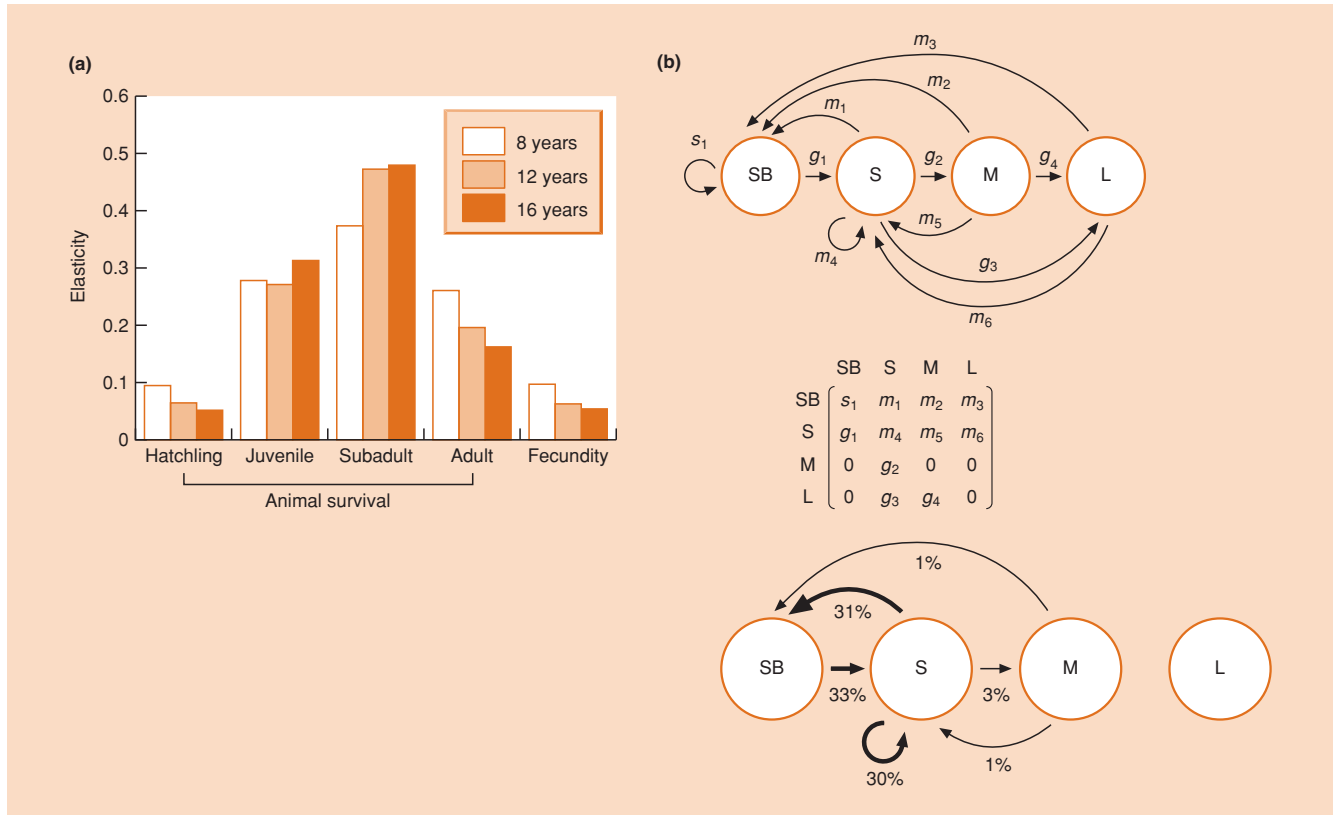 (a)
0.6
0.5
0.4
0.3
0.2
0.1
0
Elasticity
8 years
12 years
16 years
Hatchling Juvenile Subadult Adult Fecundity
Animal survival
(b)
m3
m2
m1
s1
g1 g2 g4
SB S M L
m5
m4
g3
m6
SB S M L
SB s1 m1 m2 m3
S g1 m4 m5 m6
M 0 g2 0 0
L 0 g3 g4 0
1%
31%
SB S M L
33% 3%
1%
30%